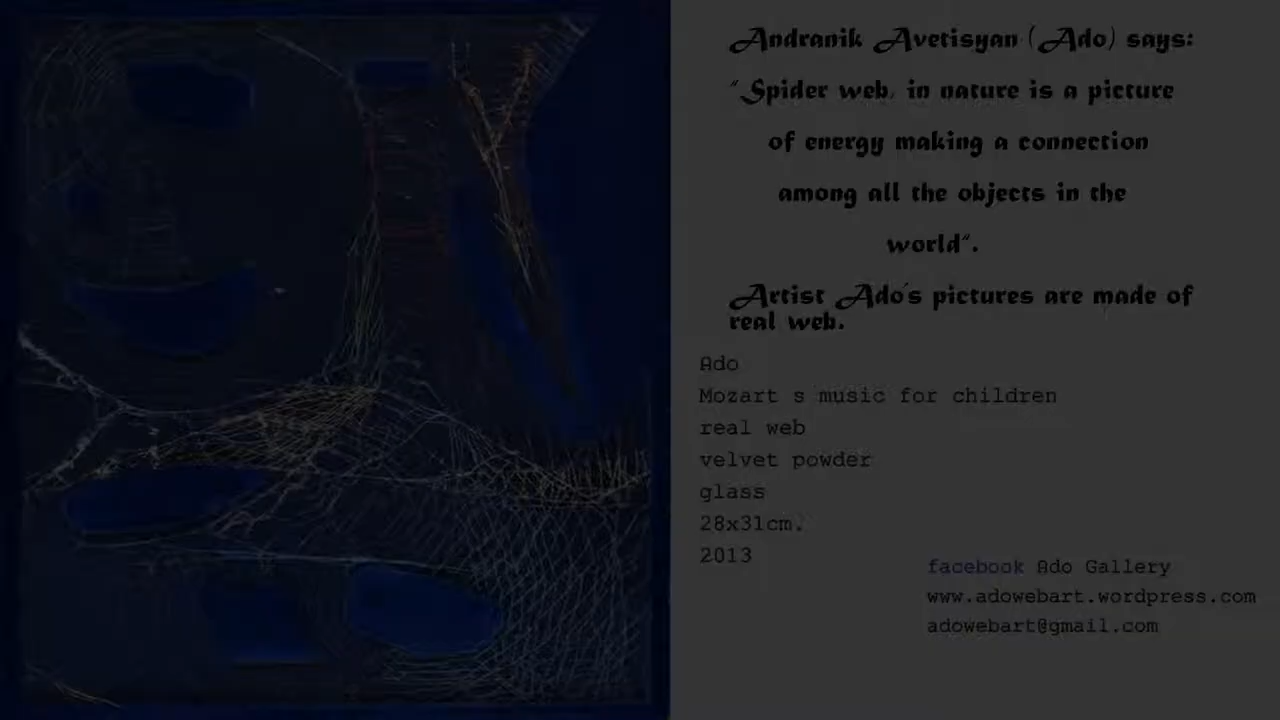 Andranik Avetisyan (Ado) says:
"Spider web, in nature is a picture
of energy making a connection
among all the objects in the
world".
Artist Ado's pictures are made of
real web.
Ado
Mozart s music for children
real web
velvet powder
glass
28x31cm.
2013
facebook Ado Gallery
www.adowebart.wordpress.com
adowebart@gmail.com